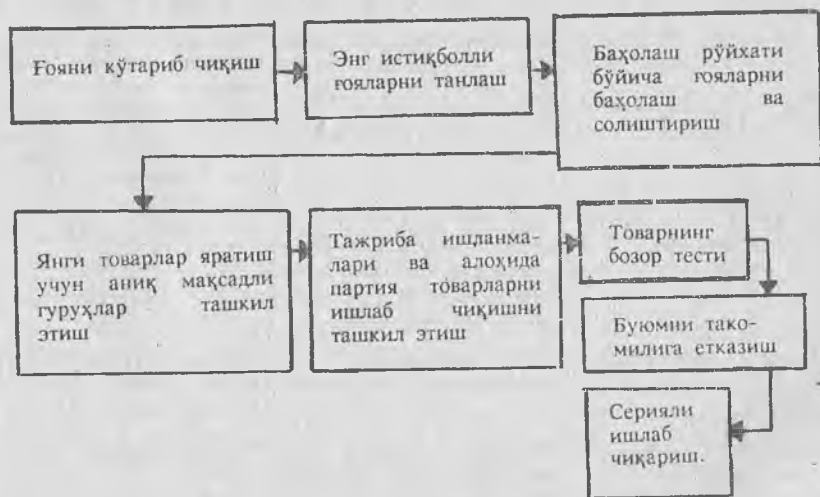 Ғояни кўтариб чиқиш
Энг истиқболли
ғояларни танлаш
Баҳолаш рўйхати
бўйича ғояларни
баҳолаш ва
солиштириш
Янги товарлар яратиш
учун аниқ мақсадли
гуруҳлар ташкил
этиш
Тажриба ишланма-
лари ва алоҳида
партия товарларни
ишлаб чиқишни
ташкил этиш
Товарнинг
бозор тести
Буюмни тако-
милига етказиш
Серияли
ишлаб
чиқариш.